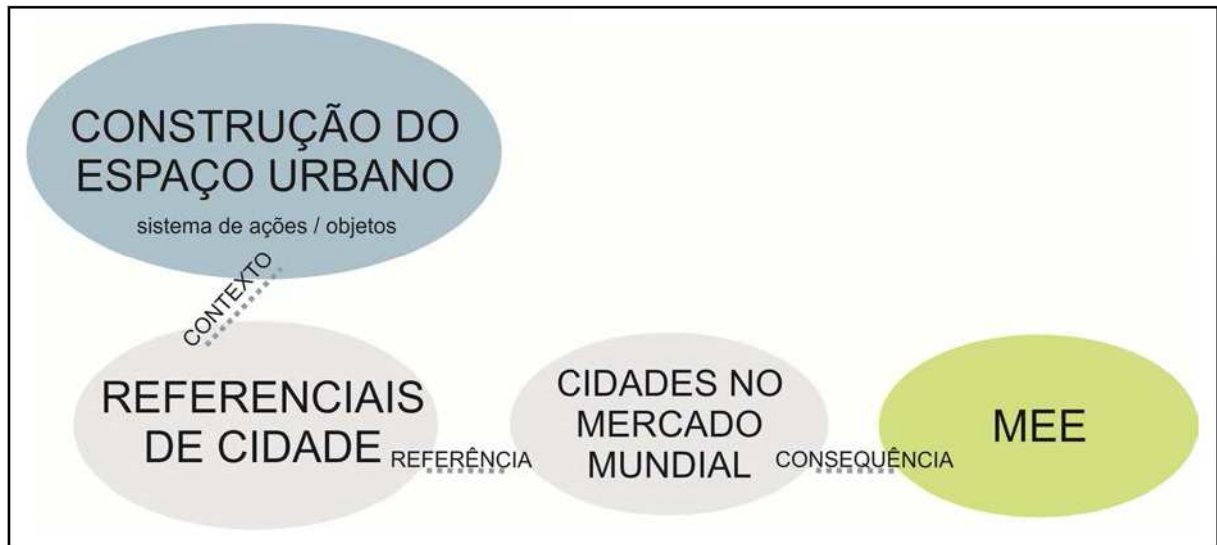 CONSTRUÇÃO DO
ESPAÇO URBANO
sistema de ações / objetos
CONTEXTO
REFERENCIAIS
DE CIDADE
REFERÊNCIA
CIDADES NO
MERCADO
MUNDIAL
CONSEQUÊNCIA
MEE